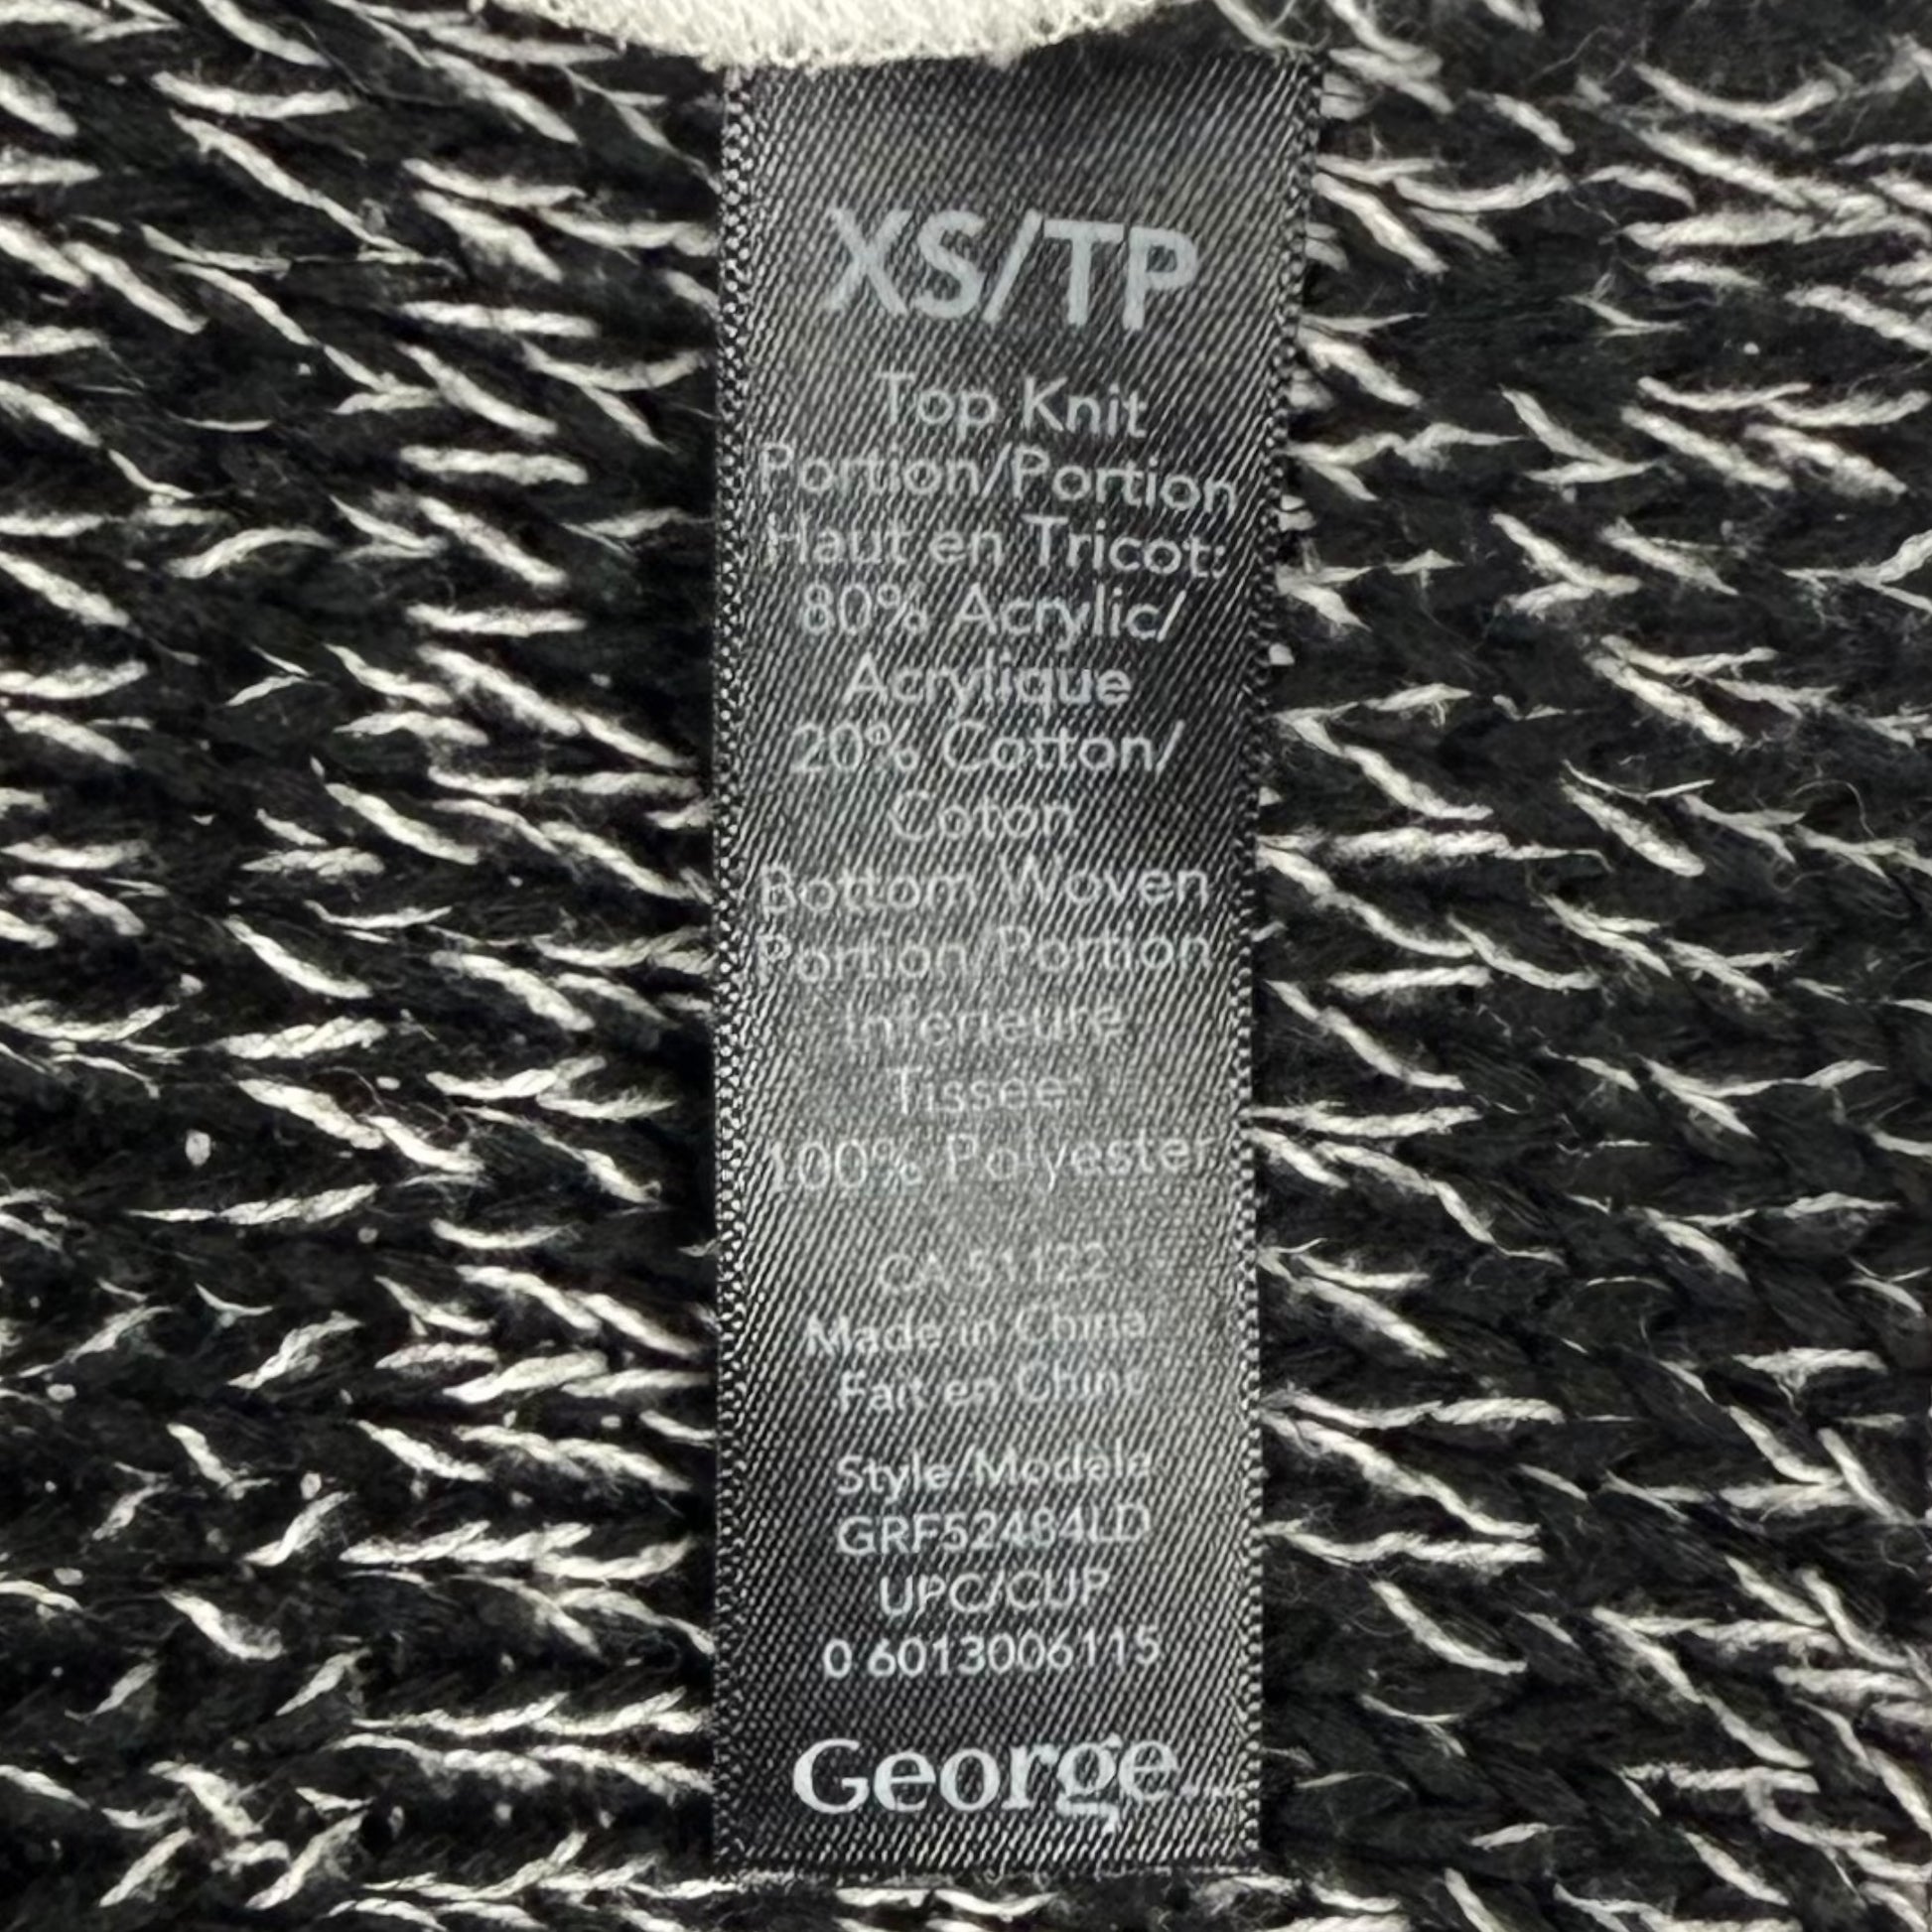 XS/TP
Top Knit
Portion/Portion
Haut en Tricot:
80% Acrylic/
Acrylique
20% Cotton/
Coton
Bottom Woven
Portion/Portion
Inferieure
Tissee:
100% Polyester
CA 51122
Made in China
Fait en Chine
Style/Modele
GRF52484LD
UPC/CUP
0 6013006115
George